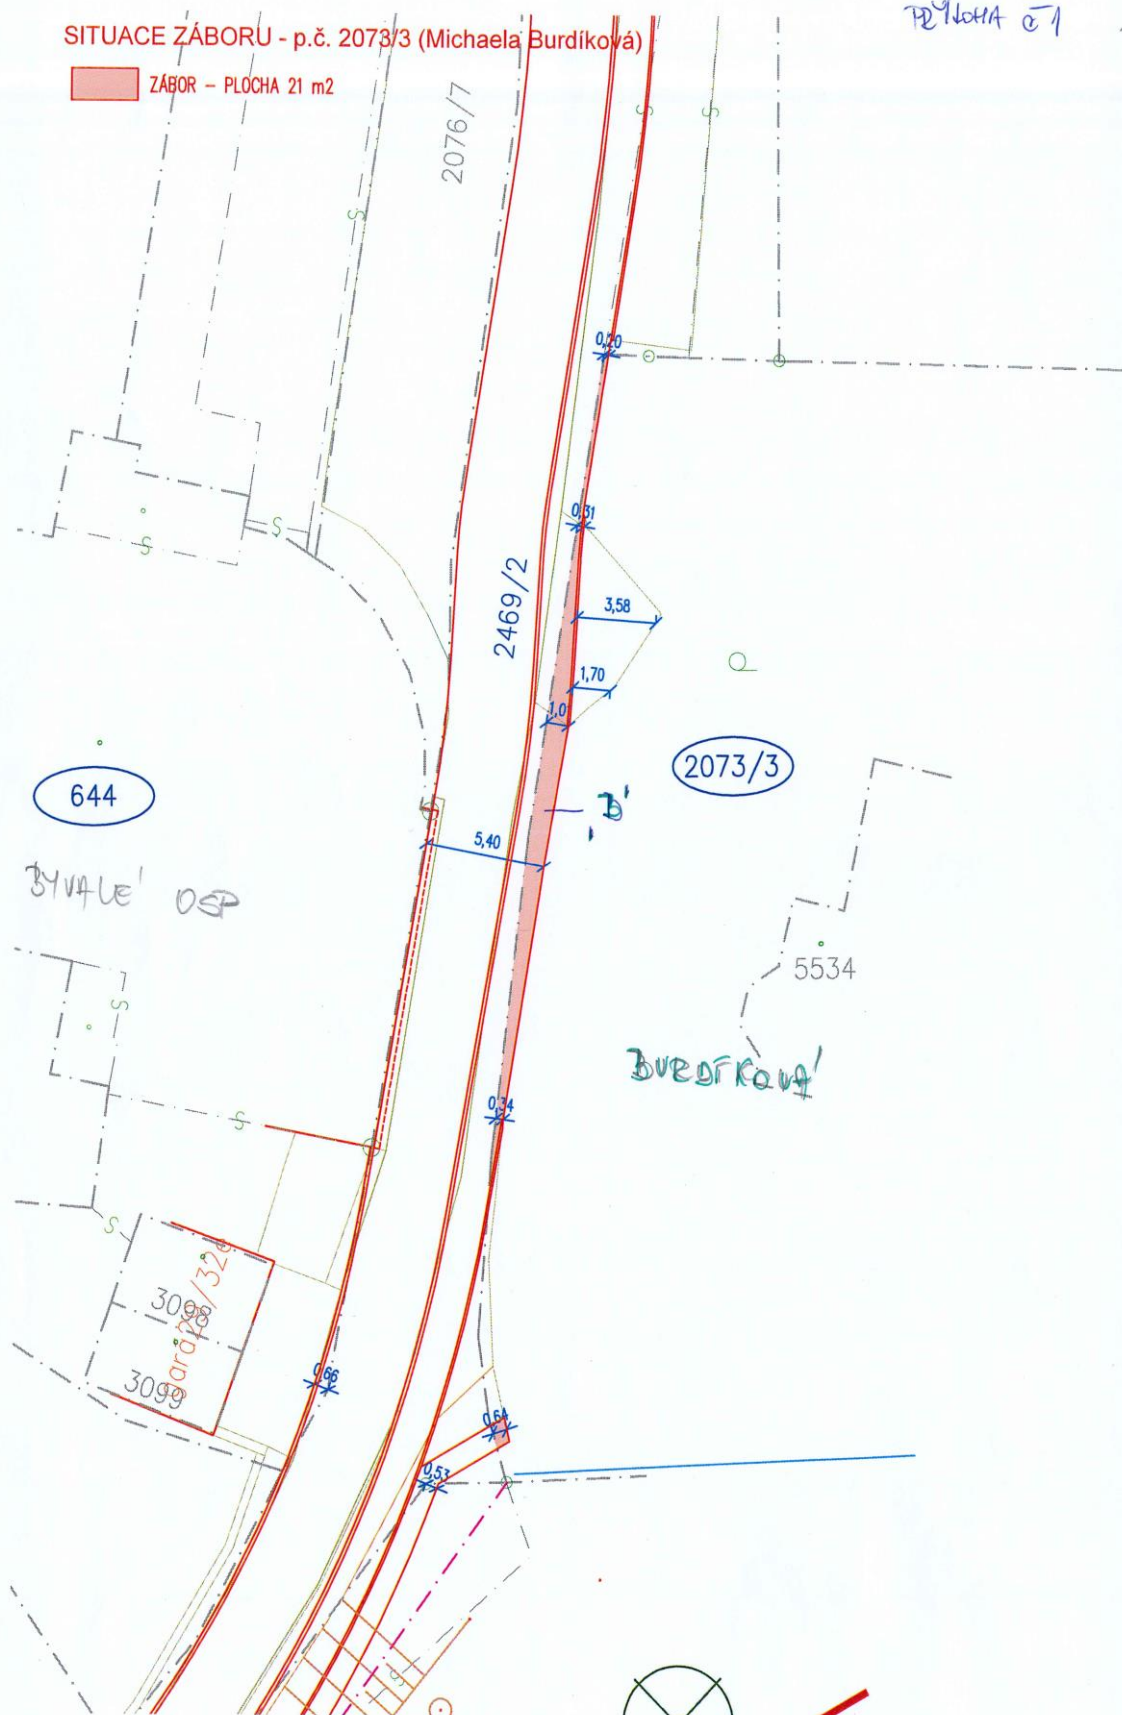 PŘÍLOHA č 1
SITUACE ZÁBORU - p.č. 2073/3 (Michaela Burdíková)
ZÁBOR – PLOCHA 21 m2
2076/7
0,20
0,31
2469/2
3,58
1,70
1,0
2073/3
644
"B"
5,40
BÝVALÉ OSP
5534
BURDÍKOVÁ
0,34
garáž
3098
3099
0,66
0,64
0,53